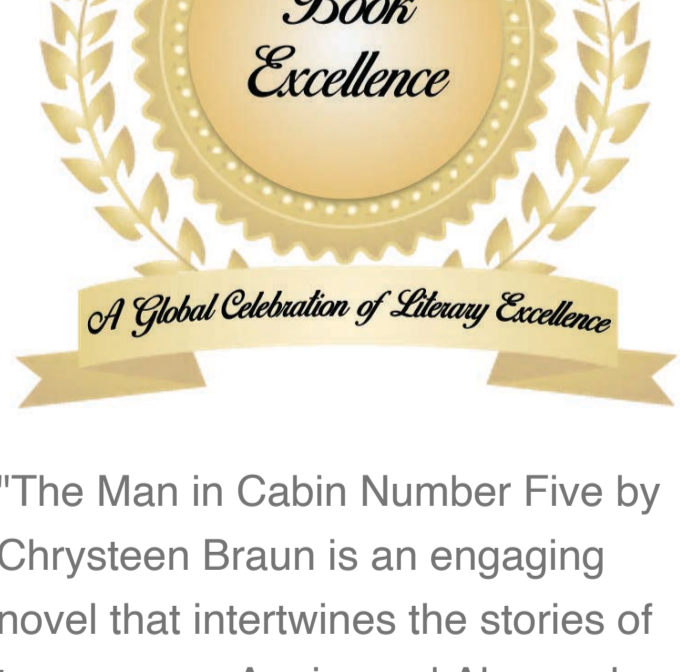 Book
Excellence
A Global Celebration of Literary Excellence
"The Man in Cabin Number Five by
Chrysteen Braun is an engaging
novel that intertwines the stories of